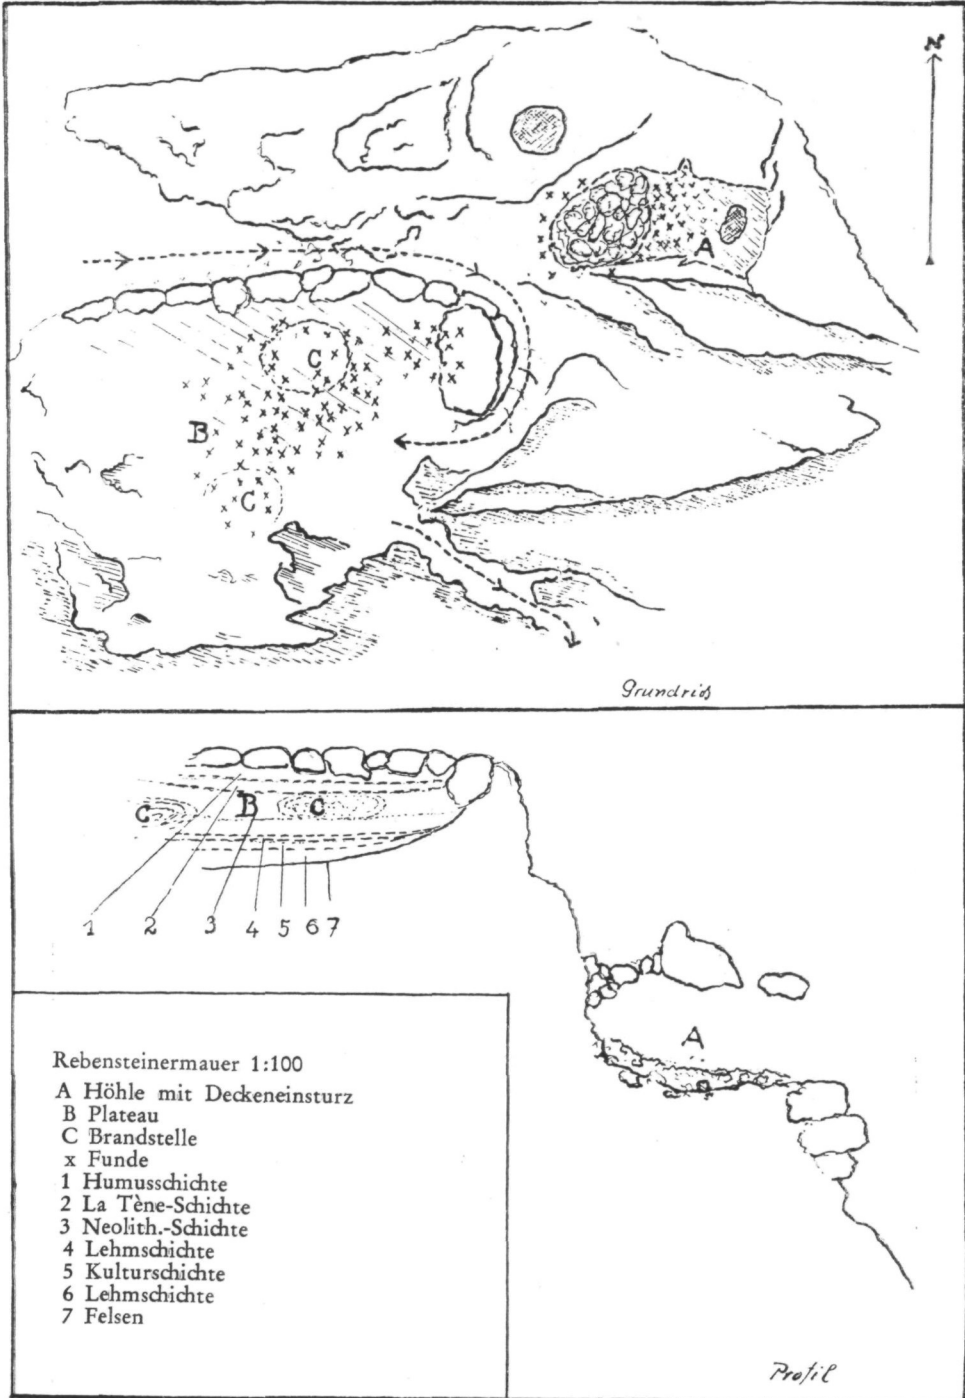 N
A
C
B
C
Grundris
C B C
1 2 3 4 5 6 7
A
Rebensteinermauer 1:100
A Höhle mit Deckeneinsturz
B Plateau
C Brandstelle
x Funde
1 Humusschichte
2 La Tène-Schichte
3 Neolith.-Schichte
4 Lehmschichte
5 Kulturschichte
6 Lehmschichte
7 Felsen
Profil